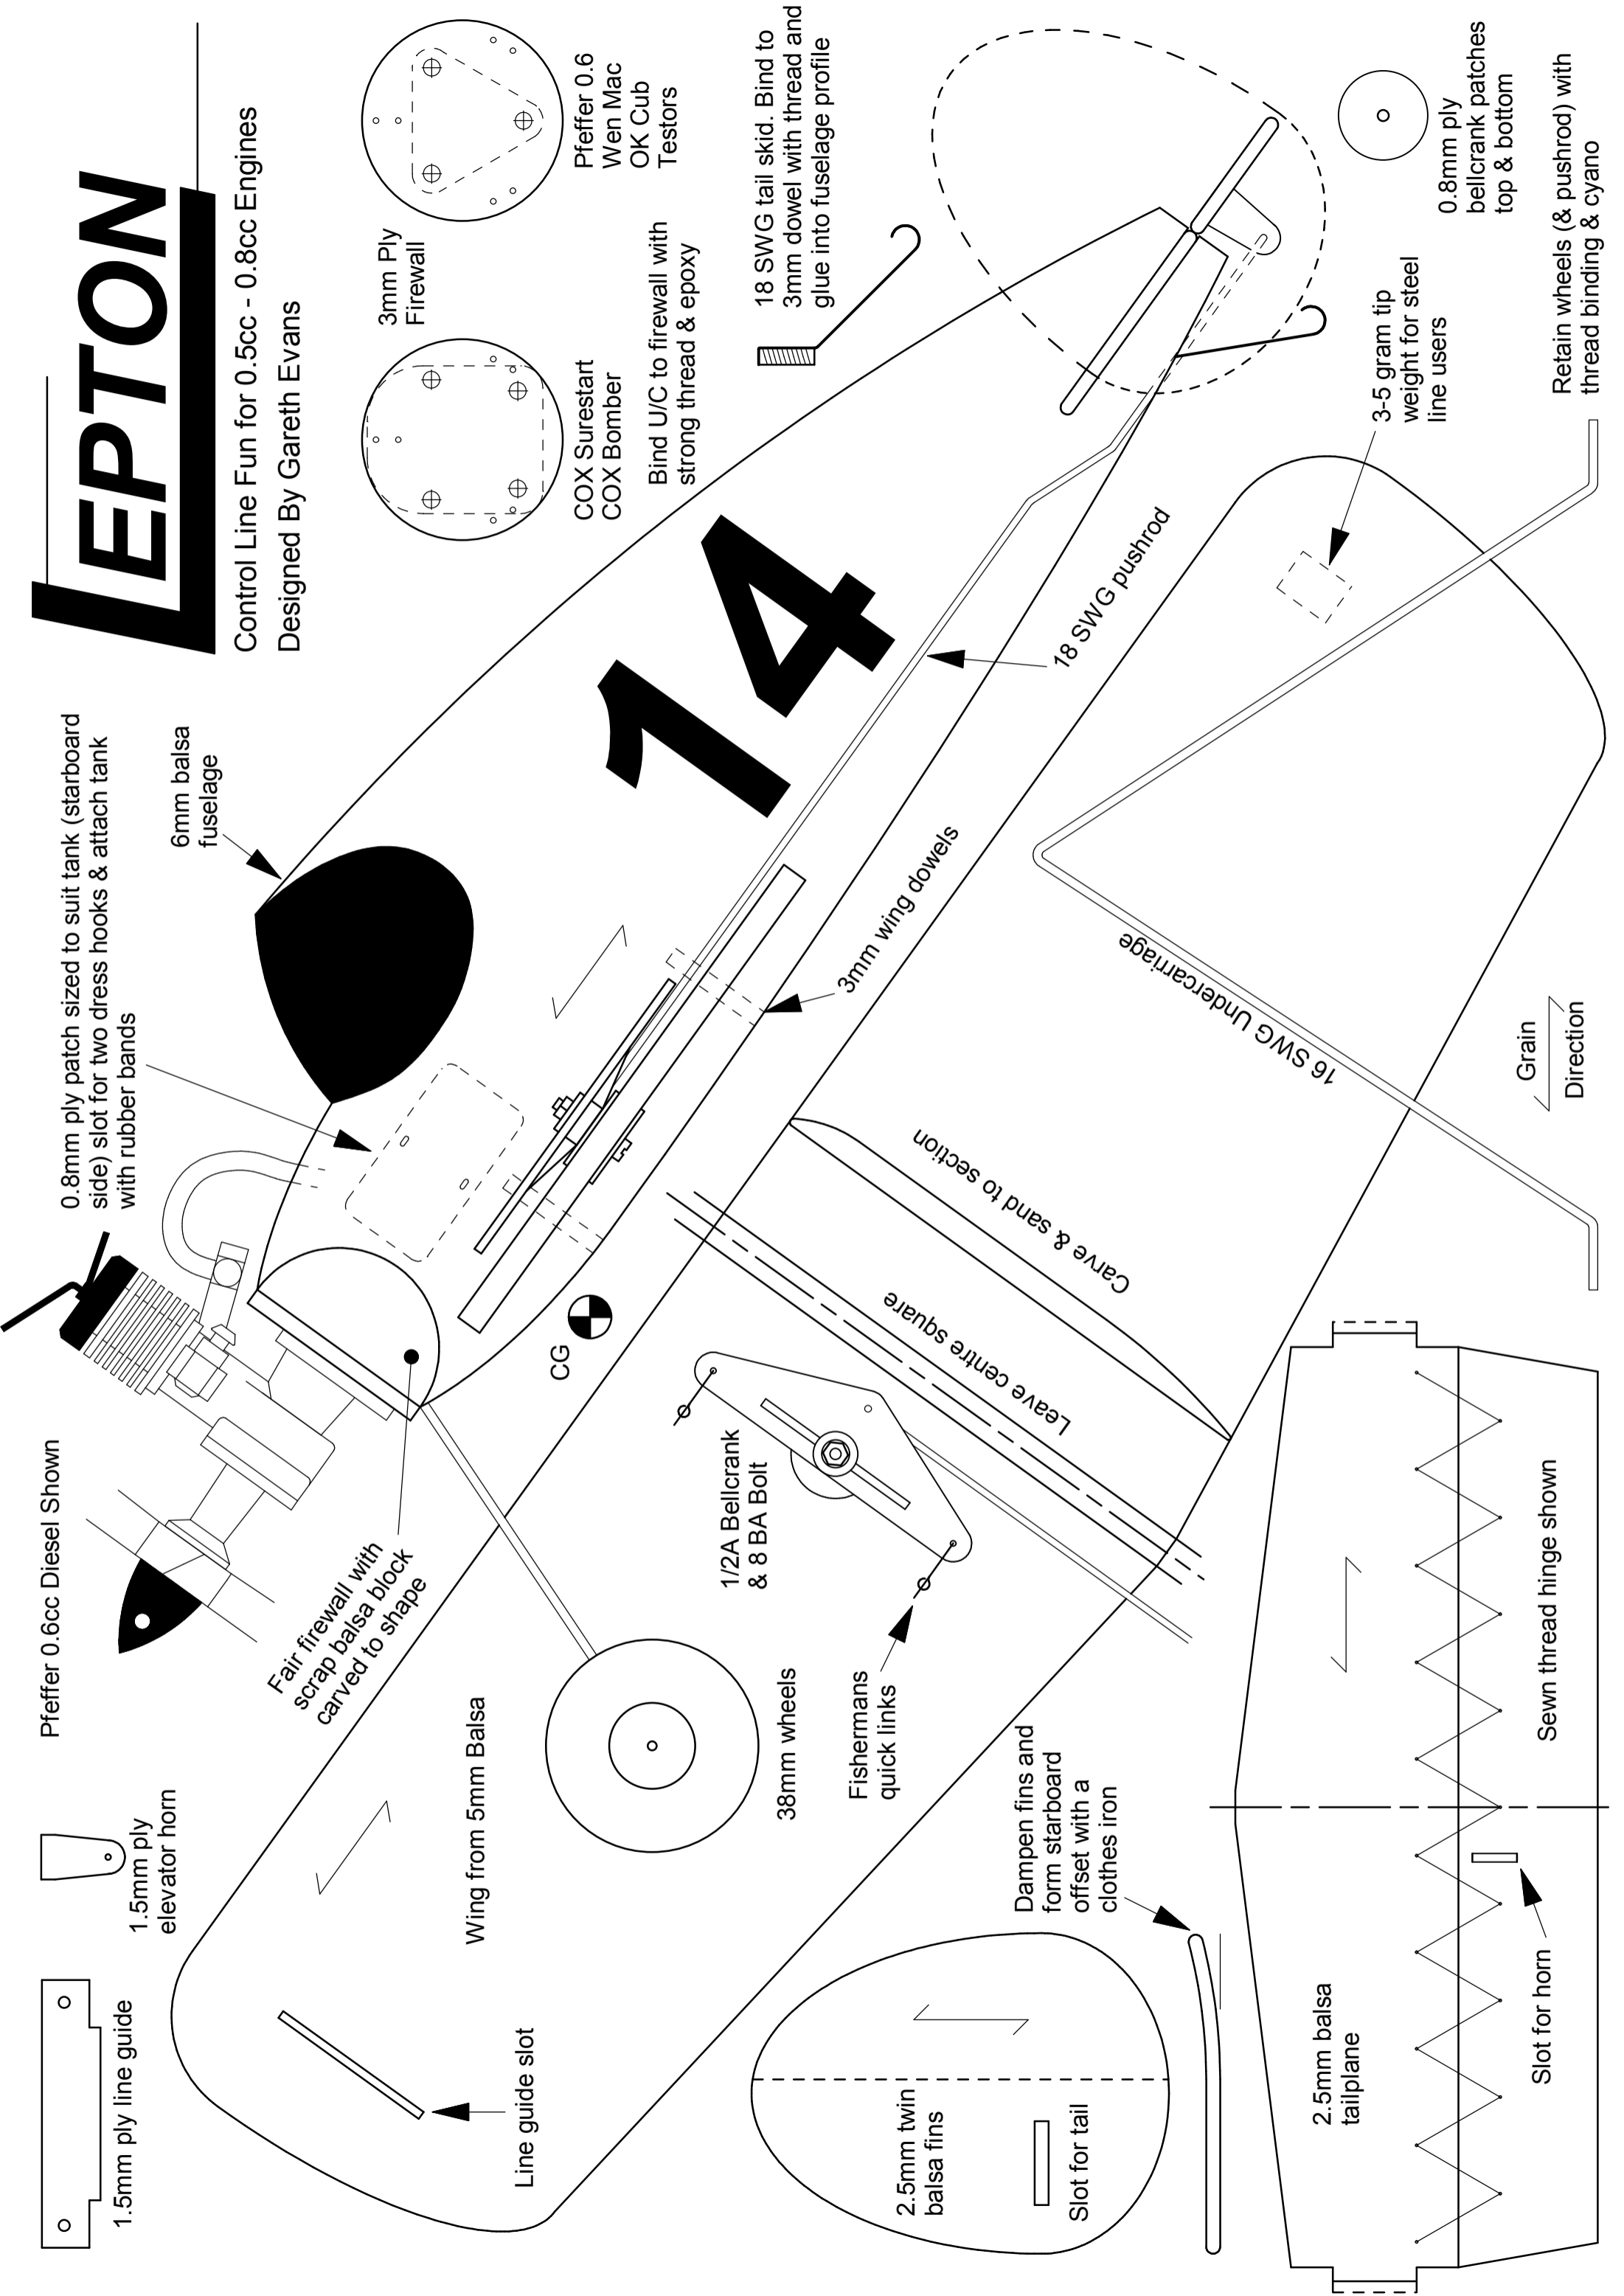 LEPTON
Control Line Fun for 0.5cc - 0.8cc Engines
Designed By Gareth Evans
3mm Ply
Firewall
COX Surestart
COX Bomber
Pfeffer 0.6
Wen Mac
OK Cub
Testors
Bind U/C to firewall with
strong thread & epoxy
18 SWG tail skid. Bind to
3mm dowel with thread and
glue into fuselage profile
0.8mm ply patch sized to suit tank (starboard
side) slot for two dress hooks & attach tank
with rubber bands
6mm balsa
fuselage
14
Pfeffer 0.6cc Diesel Shown
1.5mm ply
elevator horn
1.5mm ply line guide
Fair firewall with
scrap balsa block
carved to shape
CG
3mm wing dowels
18 SWG pushrod
0.8mm ply
bellcrank patches
top & bottom
3-5 gram tip
weight for steel
line users
Retain wheels (& pushrod) with
thread binding & cyano
16 SWG Undercarriage
Grain
Direction
Carve & sand to section
Leave centre square
1/2A Bellcrank
& 8 BA Bolt
Fishermans
quick links
38mm wheels
Wing from 5mm Balsa
Line guide slot
Dampen fins and
form starboard
offset with a
clothes iron
2.5mm twin
balsa fins
Slot for tail
2.5mm balsa
tailplane
Slot for horn
Sewn thread hinge shown